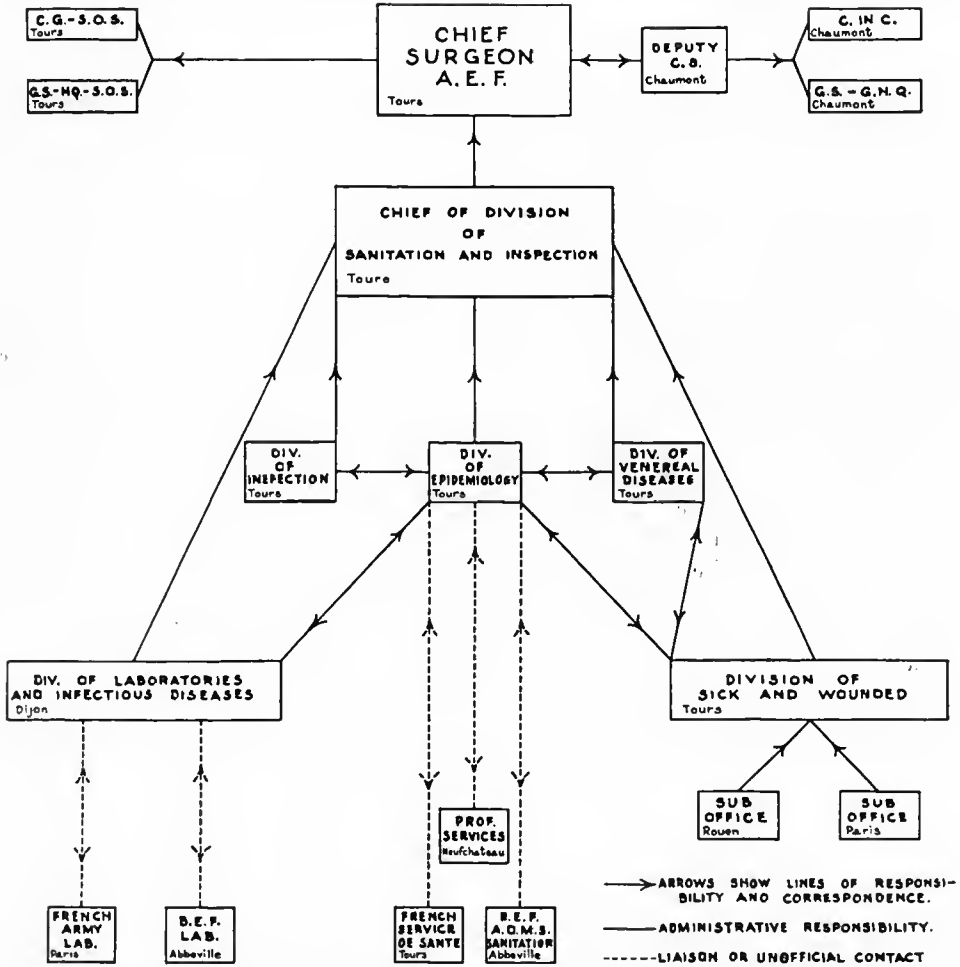 C.G.-S.O.S.
Tours
G.S.-HQ.-S.O.S.
Tours
CHIEF
SURGEON
A.E.F.
Tours
DEPUTY
C.S.
Chaumont
C. IN C.
Chaumont
G.S. - G.H.Q.
Chaumont
CHIEF OF DIVISION
OF
SANITATION AND INSPECTION
Tours
DIV.
OF
INSPECTION
Tours
DIV.
OF
EPIDEMIOLOGY
Tours
DIV. OF
VENEREAL
DISEASES
Tours
DIV. OF LABORATORIES
AND INFECTIOUS DISEASES
Dijon
DIVISION OF
SICK AND WOUNDED
Tours
PROF.
SERVICES
Neufchateau
SUB
OFFICE
Rouen
SUB
OFFICE
Paris
FRENCH
ARMY
LAB.
Paris
B.E.F.
LAB.
Abbeville
FRENCH
SERVICE
DE SANTE
Tours
B.E.F.
A.D.M.S.
SANITATION
Abbeville
ARROWS SHOW LINES OF RESPONSI-
BILITY AND CORRESPONDENCE.
ADMINISTRATIVE RESPONSIBILITY.
LIAISON OR UNOFFICIAL CONTACT